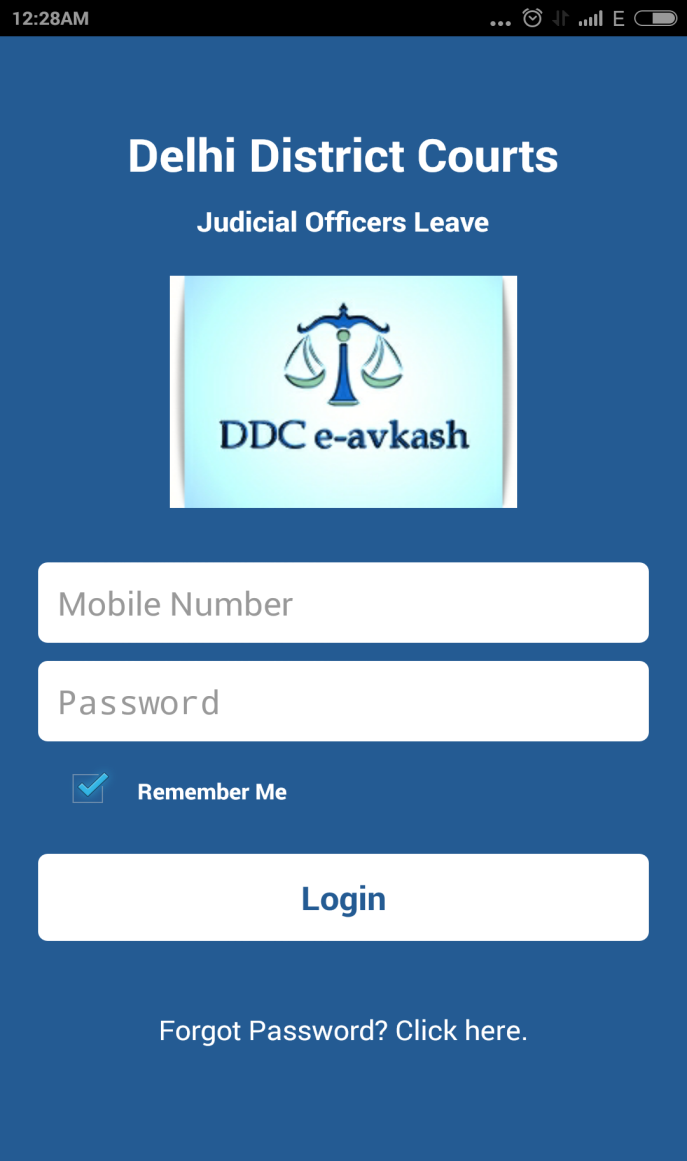 12:28AM
... E
Delhi District Courts
Judicial Officers Leave
DDC e-avkash
Mobile Number
Password
Remember Me
Login
Forgot Password? Click here.